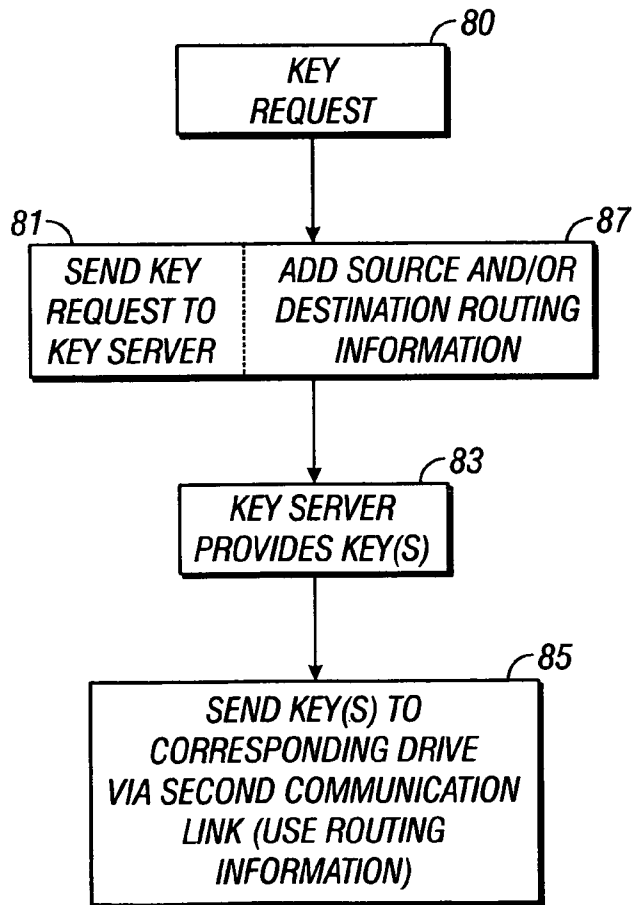 80
KEY
REQUEST
81
SEND KEY
REQUEST TO
KEY SERVER
87
ADD SOURCE AND/OR
DESTINATION ROUTING
INFORMATION
83
KEY SERVER
PROVIDES KEY(S)
85
SEND KEY(S) TO
CORRESPONDING DRIVE
VIA SECOND COMMUNICATION
LINK (USE ROUTING
INFORMATION)